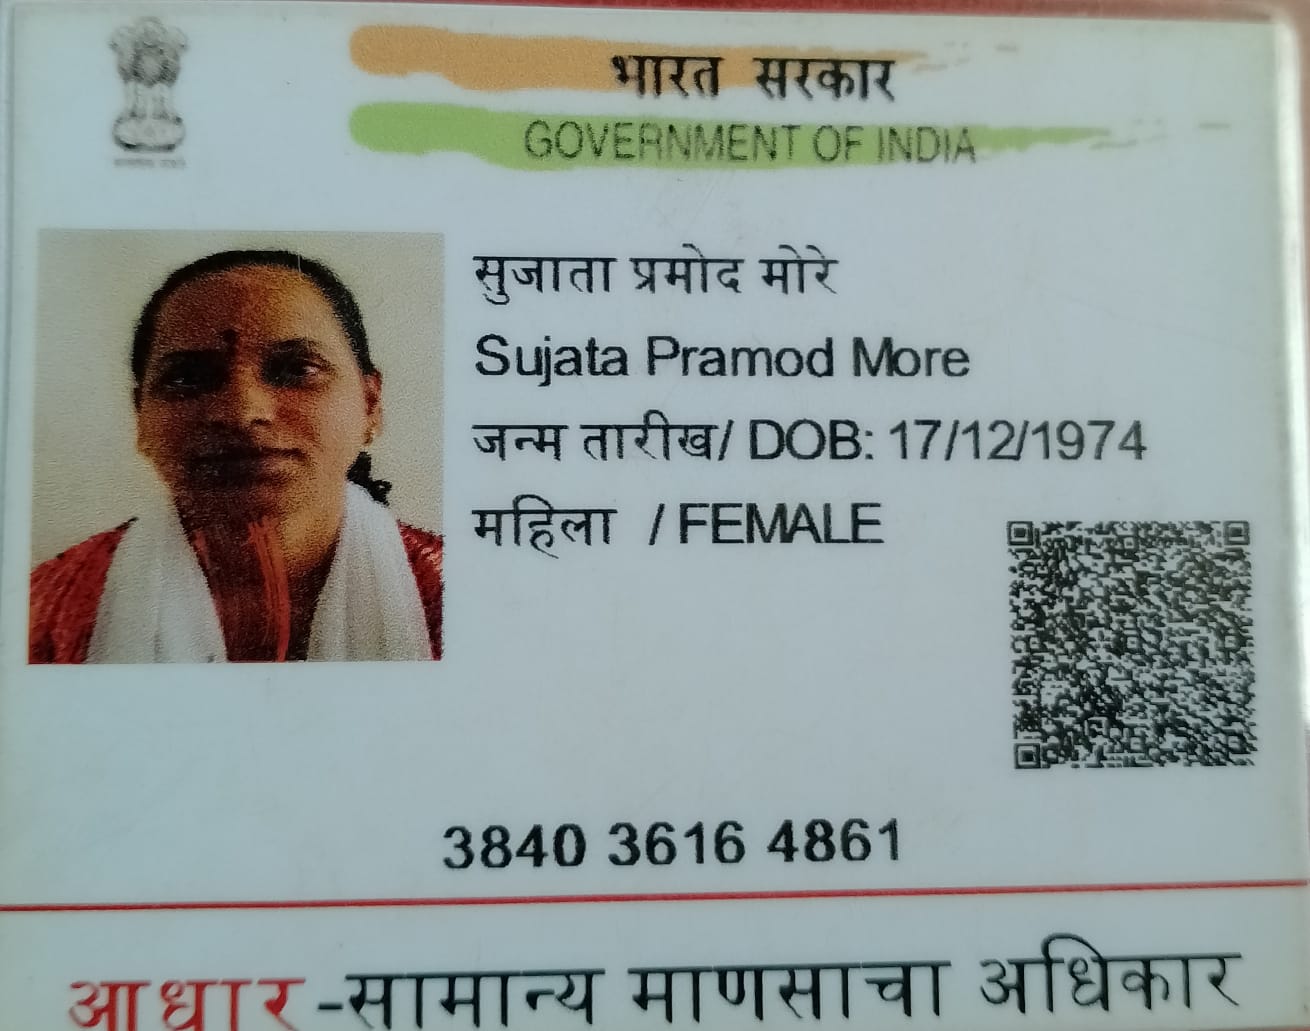 भारत सरकार
GOVERNMENT OF INDIA
सुजाता प्रमोद मोरे
Sujata Pramod More
जन्म तारीख/ DOB: 17/12/1974
महिला / FEMALE
3840 3616 4861
आधार-सामान्य माणसाचा अधिकार